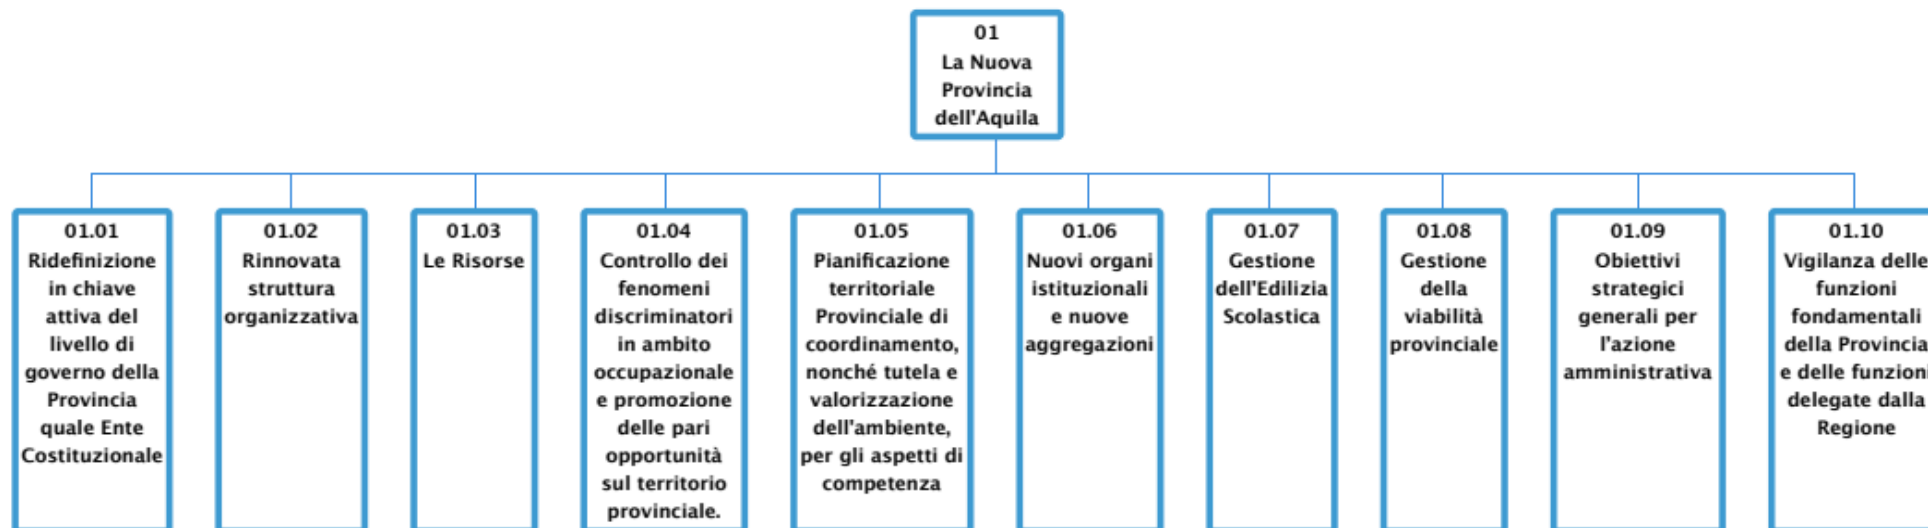 01
La Nuova
Provincia
dell'Aquila
01.01
Ridefinizione
in chiave
attiva del
livello di
governo della
Provincia
quale Ente
Costituzionale
01.02
Rinnovata
struttura
organizzativa
01.03
Le Risorse
01.04
Controllo dei
fenomeni
discriminatori
in ambito
occupazionale
e promozione
delle pari
opportunità
sul territorio
provinciale.
01.05
Pianificazione
territoriale
Provinciale di
coordinamento,
nonché tutela e
valorizzazione
dell'ambiente,
per gli aspetti di
competenza
01.06
Nuovi organi
istituzionali
e nuove
aggregazioni
01.07
Gestione
dell'Edilizia
Scolastica
01.08
Gestione
della
viabilità
provinciale
01.09
Obiettivi
strategici
generali per
l'azione
amministrativa
01.10
Vigilanza delle
funzioni
fondamentali
della Provincia
e delle funzioni
delegate dalla
Regione